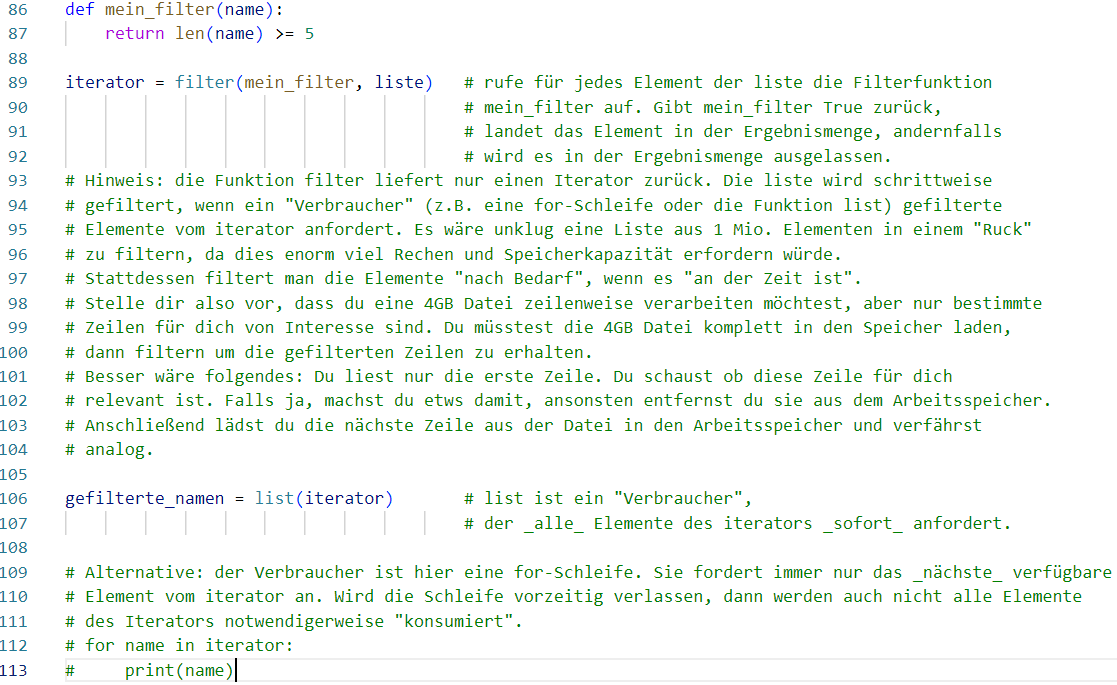 86 def mein_filter(name):
87     return len(name) >= 5
88
89 iterator = filter(mein_filter, liste)   # rufe für jedes Element der liste die Filterfunktion
90                                         # mein_filter auf. Gibt mein_filter True zurück,
91                                         # landet das Element in der Ergebnismenge, andernfalls
92                                         # wird es in der Ergebnismenge ausgelassen.
93 # Hinweis: die Funktion filter liefert nur einen Iterator zurück. Die liste wird schrittweise
94 # gefiltert, wenn ein "Verbraucher" (z.B. eine for-Schleife oder die Funktion list) gefilterte
95 # Elemente vom iterator anfordert. Es wäre unklug eine Liste aus 1 Mio. Elementen in einem "Ruck"
96 # zu filtern, da dies enorm viel Rechen und Speicherkapazität erfordern würde.
97 # Stattdessen filtert man die Elemente "nach Bedarf", wenn es "an der Zeit ist".
98 # Stelle dir also vor, dass du eine 4GB Datei zeilenweise verarbeiten möchtest, aber nur bestimmte
99 # Zeilen für dich von Interesse sind. Du müsstest die 4GB Datei komplett in den Speicher laden,
100 # dann filtern um die gefilterten Zeilen zu erhalten.
101 # Besser wäre folgendes: Du liest nur die erste Zeile. Du schaust ob diese Zeile für dich
102 # relevant ist. Falls ja, machst du etws damit, ansonsten entfernst du sie aus dem Arbeitsspeicher.
103 # Anschließend lädst du die nächste Zeile aus der Datei in den Arbeitsspeicher und verfährst
104 # analog.
105
106 gefilterte_namen = list(iterator)       # list ist ein "Verbraucher",
107                                         # der _alle_ Elemente des iterators _sofort_ anfordert.
108
109 # Alternative: der Verbraucher ist hier eine for-Schleife. Sie fordert immer nur das _nächste_ verfügbare
110 # Element vom iterator an. Wird die Schleife vorzeitig verlassen, dann werden auch nicht alle Elemente
111 # des Iterators notwendigerweise "konsumiert".
112 # for name in iterator:
113 #     print(name)